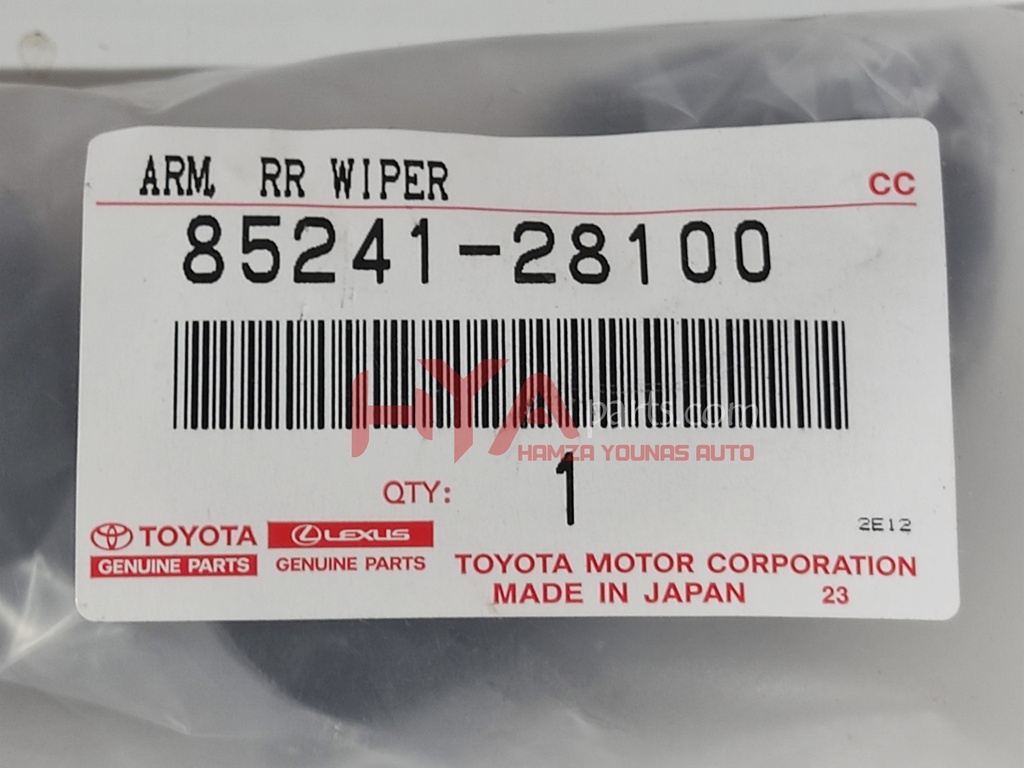 ARM, RR WIPER
CC
85241-28100
HYA parts.com
HAMZA YOUNAS AUTO
QTY: 1
2E12
TOYOTA LEXUS
GENUINE PARTS GENUINE PARTS
TOYOTA MOTOR CORPORATION
MADE IN JAPAN 23